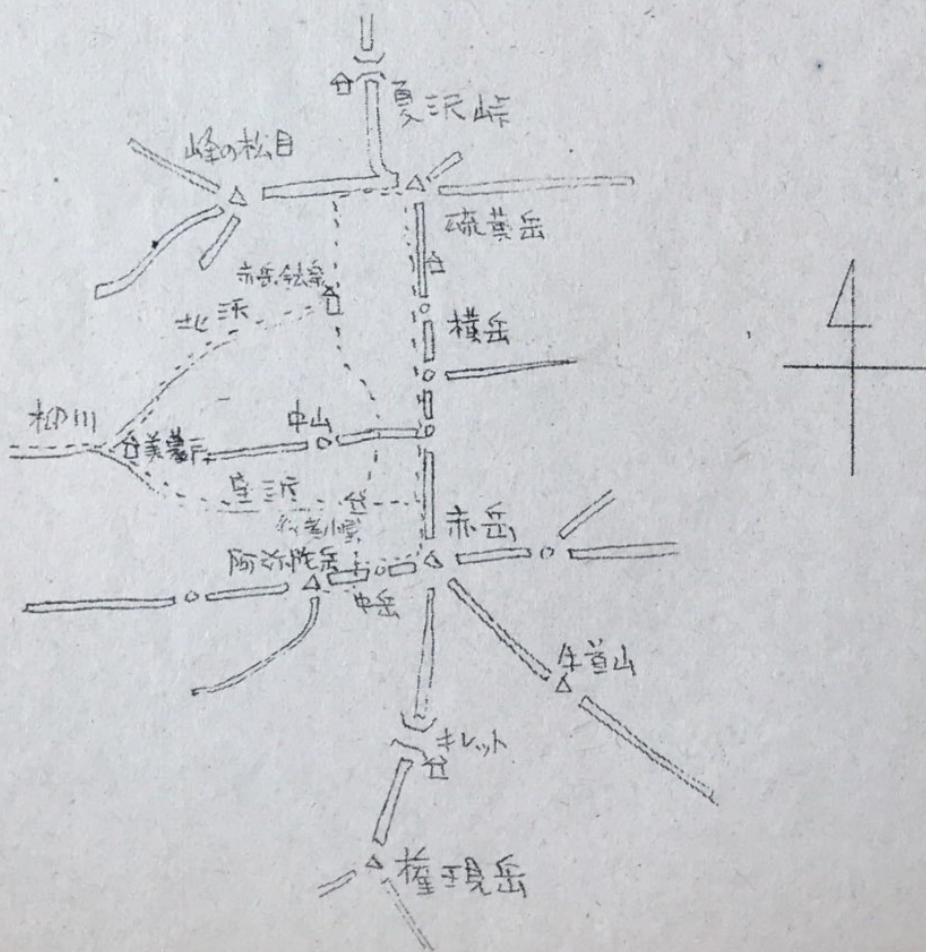 夏沢峠
峰の松目
硫黄岳
赤岳鉱泉
北沢
横岳
柳川
中山
美濃戸
南沢
行者小屋
赤岳
阿弥陀岳
中岳
牛首山
キレット
権現岳